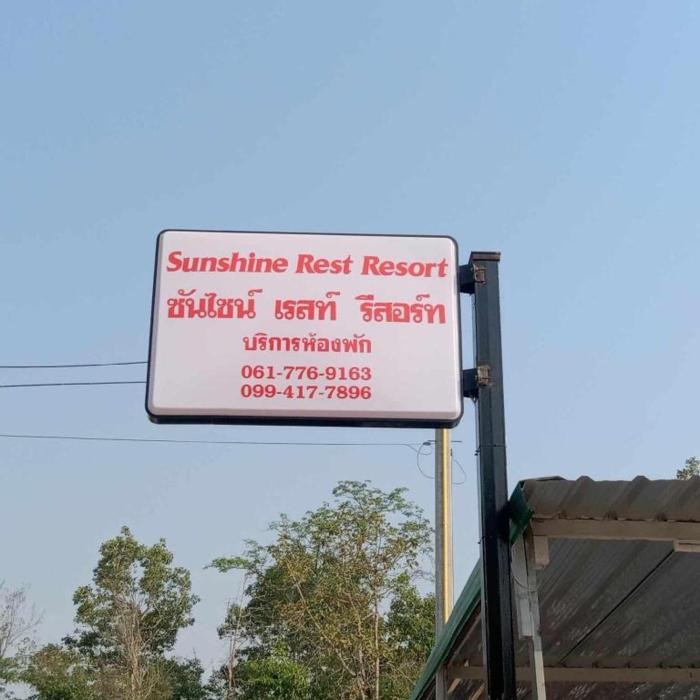 Sunshine Rest Resort
ซันไชน์ เรสท์ รีสอร์ท
บริการห้องพัก
061-776-9163
099-417-7896